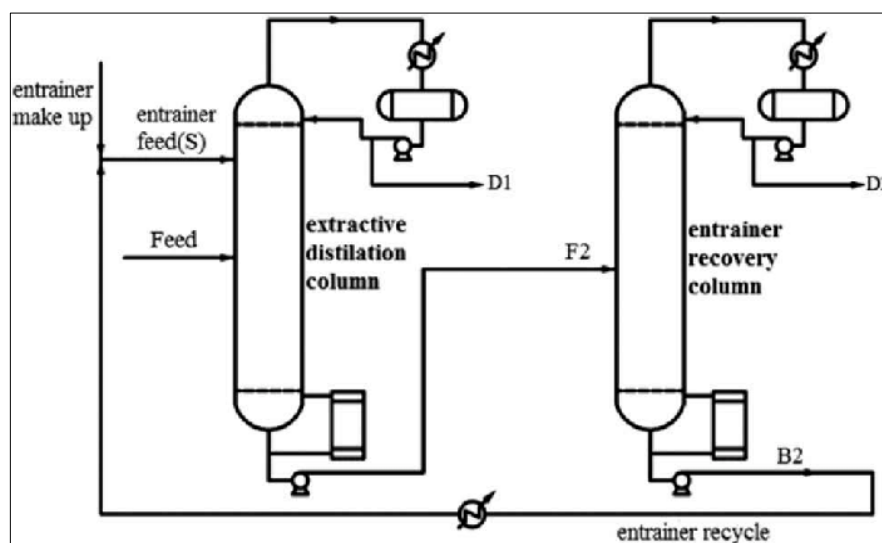 entrainer
make up
entrainer
feed(S)
Feed
D1
extractive
distilation
column
F2
entrainer
recovery
column
B2
entrainer recycle